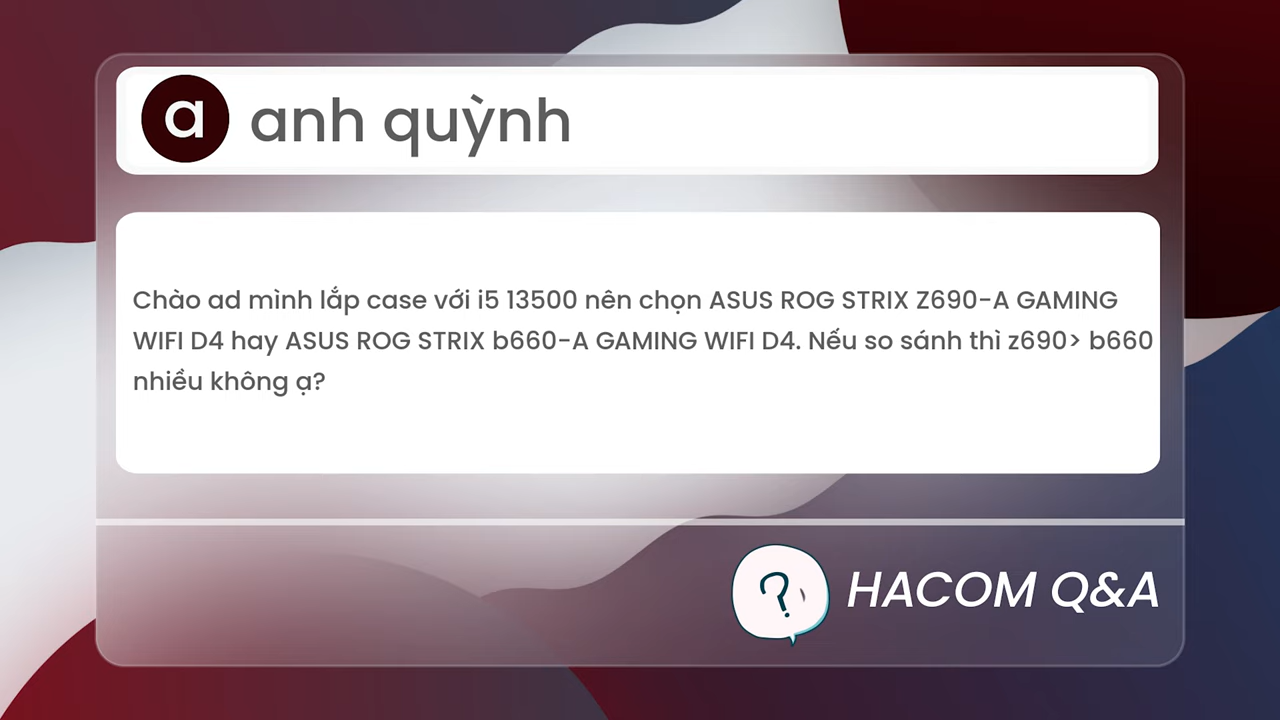 a
anh quỳnh
Chào ad mình lắp case với i5 13500 nên chọn ASUS ROG STRIX Z690-A GAMING
WIFI D4 hay ASUS ROG STRIX b660-A GAMING WIFI D4. Nếu so sánh thì z690> b660
nhiều không ạ?
?
HACOM Q&A